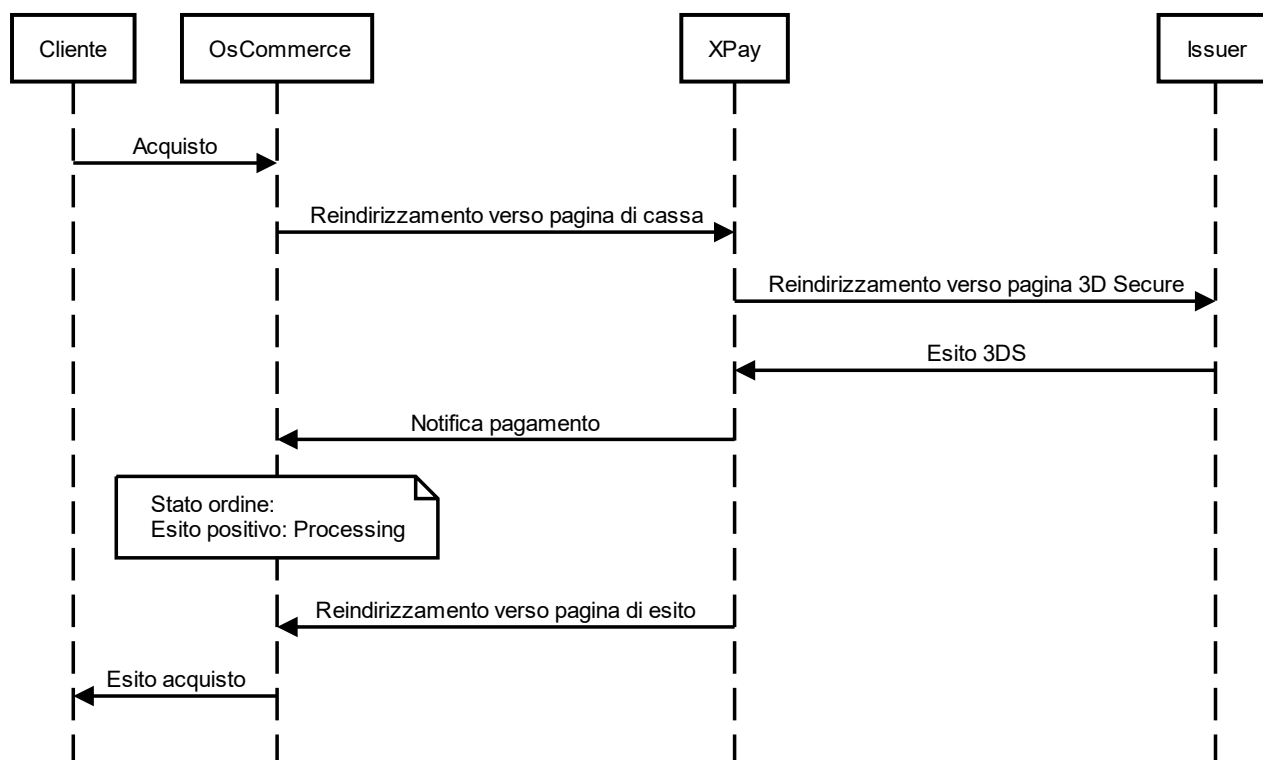 Cliente
OsCommerce
XPay
Issuer
Acquisto
Reindirizzamento verso pagina di cassa
Reindirizzamento verso pagina 3D Secure
Esito 3DS
Notifica pagamento
Stato ordine:
Esito positivo: Processing
Reindirizzamento verso pagina di esito
Esito acquisto